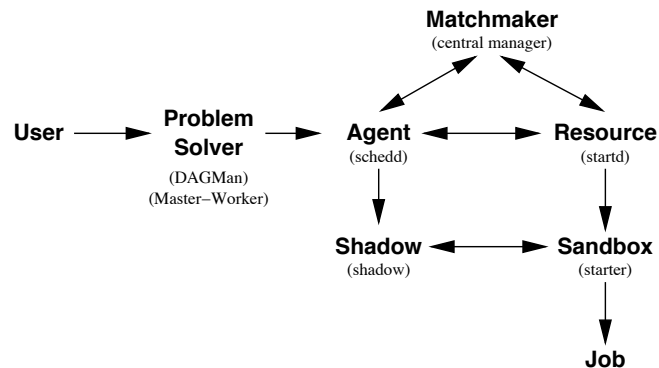 Matchmaker
(central manager)
User
Problem
Solver
(DAGMan)
(Master−Worker)
Agent
(schedd)
Resource
(startd)
Shadow
(shadow)
Sandbox
(starter)
Job